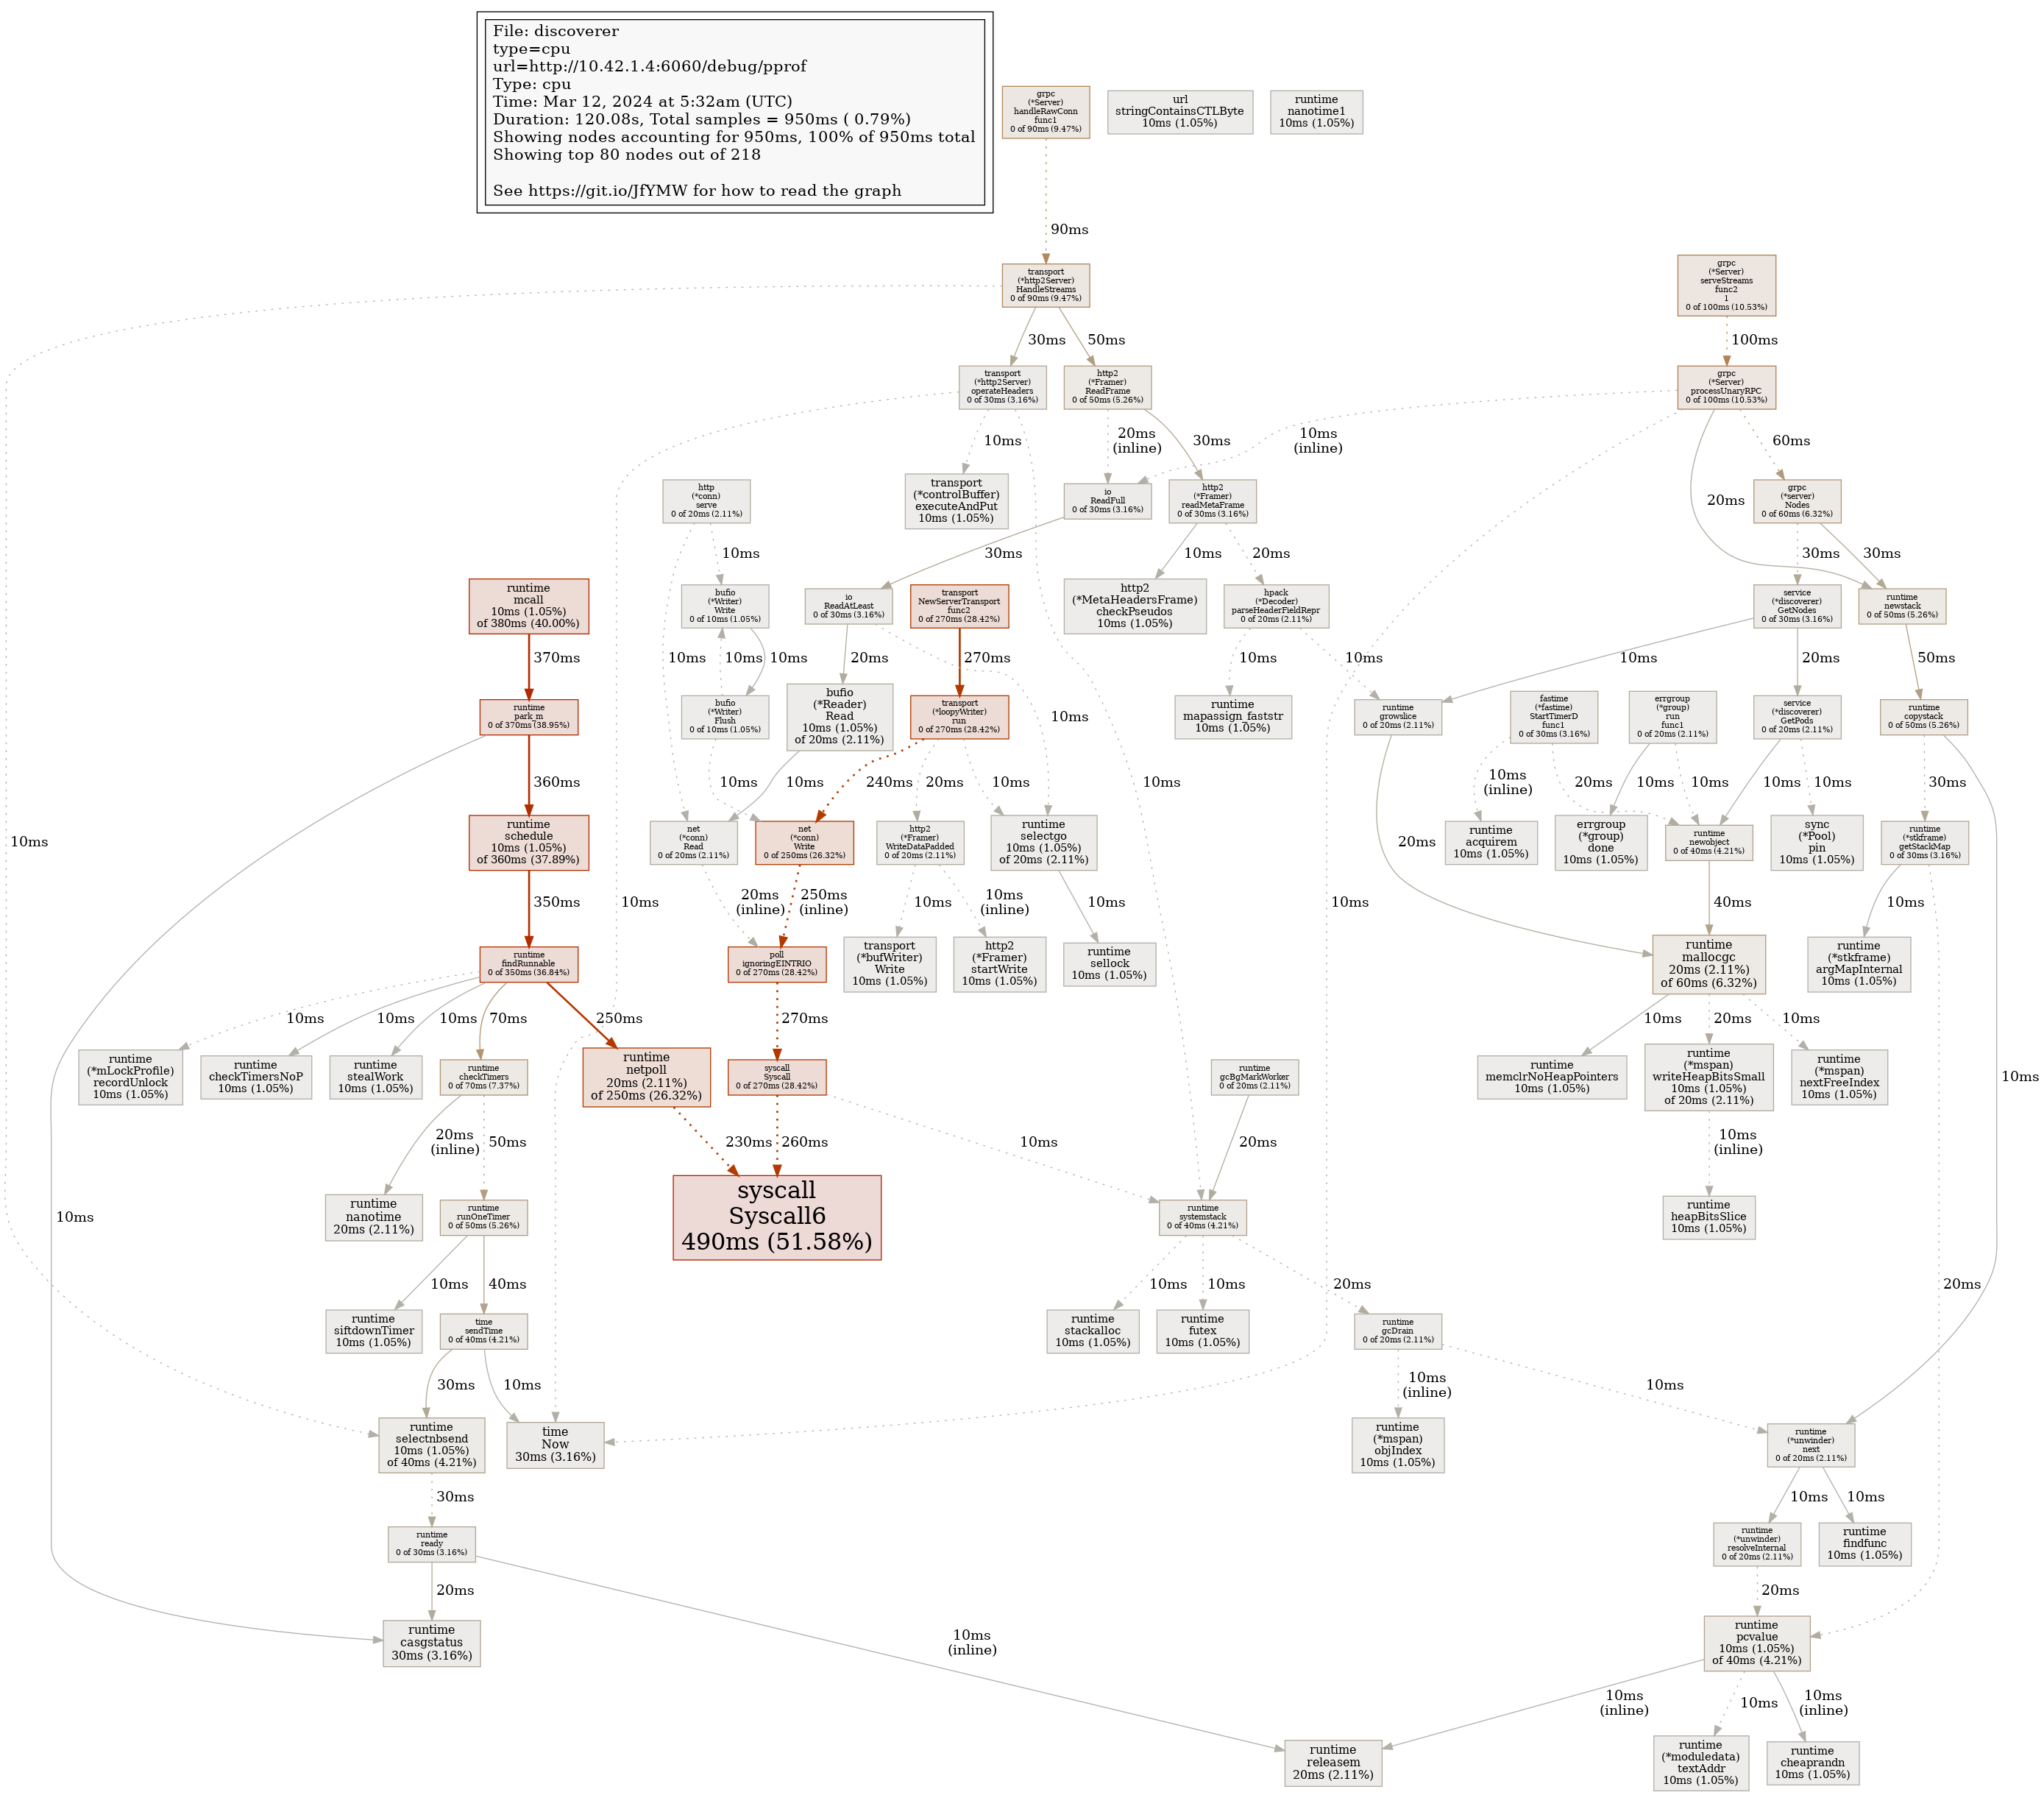 File: discoverer
type=cpu
url=http://10.42.1.4:6060/debug/pprof
Type: cpu
Time: Mar 12, 2024 at 5:32am (UTC)
Duration: 120.08s, Total samples = 950ms ( 0.79%)
Showing nodes accounting for 950ms, 100% of 950ms total
Showing top 80 nodes out of 218
See https://git.io/JfYMW for how to read the graph
grpc
(*Server)
handleRawConn
func1
0 of 90ms (9.47%)
url
stringContainsCTLByte
10ms (1.05%)
runtime
nanotime1
10ms (1.05%)
90ms
transport
(*http2Server)
HandleStreams
0 of 90ms (9.47%)
grpc
(*Server)
serveStreams
func2
1
0 of 100ms (10.53%)
30ms
50ms
100ms
transport
(*http2Server)
operateHeaders
0 of 30ms (3.16%)
http2
(*Framer)
ReadFrame
0 of 50ms (5.26%)
grpc
(*Server)
processUnaryRPC
0 of 100ms (10.53%)
10ms
20ms
(inline)
30ms
10ms
(inline)
60ms
http
(*conn)
serve
0 of 20ms (2.11%)
transport
(*controlBuffer)
executeAndPut
10ms (1.05%)
io
ReadFull
0 of 30ms (3.16%)
http2
(*Framer)
readMetaFrame
0 of 30ms (3.16%)
20ms
grpc
(*server)
Nodes
0 of 60ms (6.32%)
10ms
30ms
10ms
20ms
30ms
30ms
runtime
mcall
10ms (1.05%)
of 380ms (40.00%)
bufio
(*Writer)
Write
0 of 10ms (1.05%)
io
ReadAtLeast
0 of 30ms (3.16%)
transport
NewServerTransport
func2
0 of 270ms (28.42%)
http2
(*MetaHeadersFrame)
checkPseudos
10ms (1.05%)
hpack
(*Decoder)
parseHeaderFieldRepr
0 of 20ms (2.11%)
service
(*discoverer)
GetNodes
0 of 30ms (3.16%)
runtime
newstack
0 of 50ms (5.26%)
370ms
10ms
10ms
10ms
20ms
270ms
10ms
10ms
10ms
20ms
50ms
runtime
park_m
0 of 370ms (38.95%)
bufio
(*Writer)
Flush
0 of 10ms (1.05%)
bufio
(*Reader)
Read
10ms (1.05%)
of 20ms (2.11%)
transport
(*loopyWriter)
run
0 of 270ms (28.42%)
10ms
runtime
mapassign_faststr
10ms (1.05%)
runtime
growslice
0 of 20ms (2.11%)
fastime
(*fastime)
StartTimerD
func1
0 of 30ms (3.16%)
errgroup
(*group)
run
func1
0 of 20ms (2.11%)
service
(*discoverer)
GetPods
0 of 20ms (2.11%)
runtime
copystack
0 of 50ms (5.26%)
360ms
10ms
10ms
240ms
20ms
10ms
10ms
10ms
(inline)
20ms
10ms
10ms
10ms
10ms
30ms
10ms
runtime
schedule
10ms (1.05%)
of 360ms (37.89%)
net
(*conn)
Read
0 of 20ms (2.11%)
net
(*conn)
Write
0 of 250ms (26.32%)
http2
(*Framer)
WriteDataPadded
0 of 20ms (2.11%)
runtime
selectgo
10ms (1.05%)
of 20ms (2.11%)
20ms
runtime
acquirem
10ms (1.05%)
errgroup
(*group)
done
10ms (1.05%)
runtime
newobject
0 of 40ms (4.21%)
sync
(*Pool)
pin
10ms (1.05%)
runtime
(*stkframe)
getStackMap
0 of 30ms (3.16%)
350ms
10ms
20ms
(inline)
250ms
(inline)
10ms
10ms
(inline)
10ms
10ms
40ms
10ms
runtime
findRunnable
0 of 350ms (36.84%)
poll
ignoringEINTRIO
0 of 270ms (28.42%)
transport
(*bufWriter)
Write
10ms (1.05%)
http2
(*Framer)
startWrite
10ms (1.05%)
runtime
sellock
10ms (1.05%)
runtime
mallocgc
20ms (2.11%)
of 60ms (6.32%)
runtime
(*stkframe)
argMapInternal
10ms (1.05%)
10ms
10ms
10ms
70ms
250ms
270ms
10ms
20ms
10ms
runtime
(*mLockProfile)
recordUnlock
10ms (1.05%)
runtime
checkTimersNoP
10ms (1.05%)
runtime
stealWork
10ms (1.05%)
runtime
checkTimers
0 of 70ms (7.37%)
runtime
netpoll
20ms (2.11%)
of 250ms (26.32%)
syscall
Syscall
0 of 270ms (28.42%)
runtime
gcBgMarkWorker
0 of 20ms (2.11%)
runtime
memclrNoHeapPointers
10ms (1.05%)
runtime
(*mspan)
writeHeapBitsSmall
10ms (1.05%)
of 20ms (2.11%)
runtime
(*mspan)
nextFreeIndex
10ms (1.05%)
10ms
20ms
(inline)
50ms
230ms
260ms
10ms
20ms
10ms
(inline)
10ms
runtime
nanotime
20ms (2.11%)
runtime
runOneTimer
0 of 50ms (5.26%)
syscall
Syscall6
490ms (51.58%)
runtime
systemstack
0 of 40ms (4.21%)
runtime
heapBitsSlice
10ms (1.05%)
10ms
40ms
10ms
10ms
20ms
20ms
runtime
siftdownTimer
10ms (1.05%)
time
sendTime
0 of 40ms (4.21%)
runtime
stackalloc
10ms (1.05%)
runtime
futex
10ms (1.05%)
runtime
gcDrain
0 of 20ms (2.11%)
30ms
10ms
10ms
(inline)
10ms
runtime
selectnbsend
10ms (1.05%)
of 40ms (4.21%)
time
Now
30ms (3.16%)
runtime
(*mspan)
objIndex
10ms (1.05%)
runtime
(*unwinder)
next
0 of 20ms (2.11%)
30ms
10ms
10ms
runtime
ready
0 of 30ms (3.16%)
runtime
(*unwinder)
resolveInternal
0 of 20ms (2.11%)
runtime
findfunc
10ms (1.05%)
20ms
20ms
runtime
casgstatus
30ms (3.16%)
10ms
(inline)
runtime
pcvalue
10ms (1.05%)
of 40ms (4.21%)
10ms
(inline)
10ms
10ms
(inline)
runtime
releasem
20ms (2.11%)
runtime
(*moduledata)
textAddr
10ms (1.05%)
runtime
cheaprandn
10ms (1.05%)